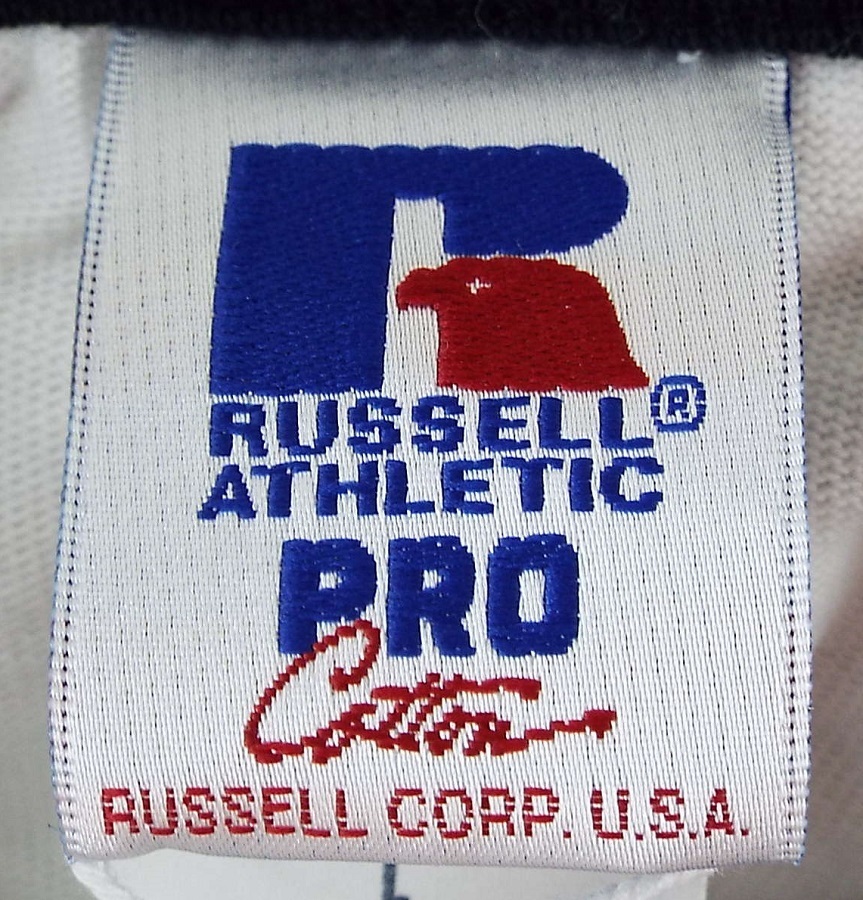 RUSSELL®
ATHLETIC
PRO
Cotton
RUSSELL CORP. U.S.A.